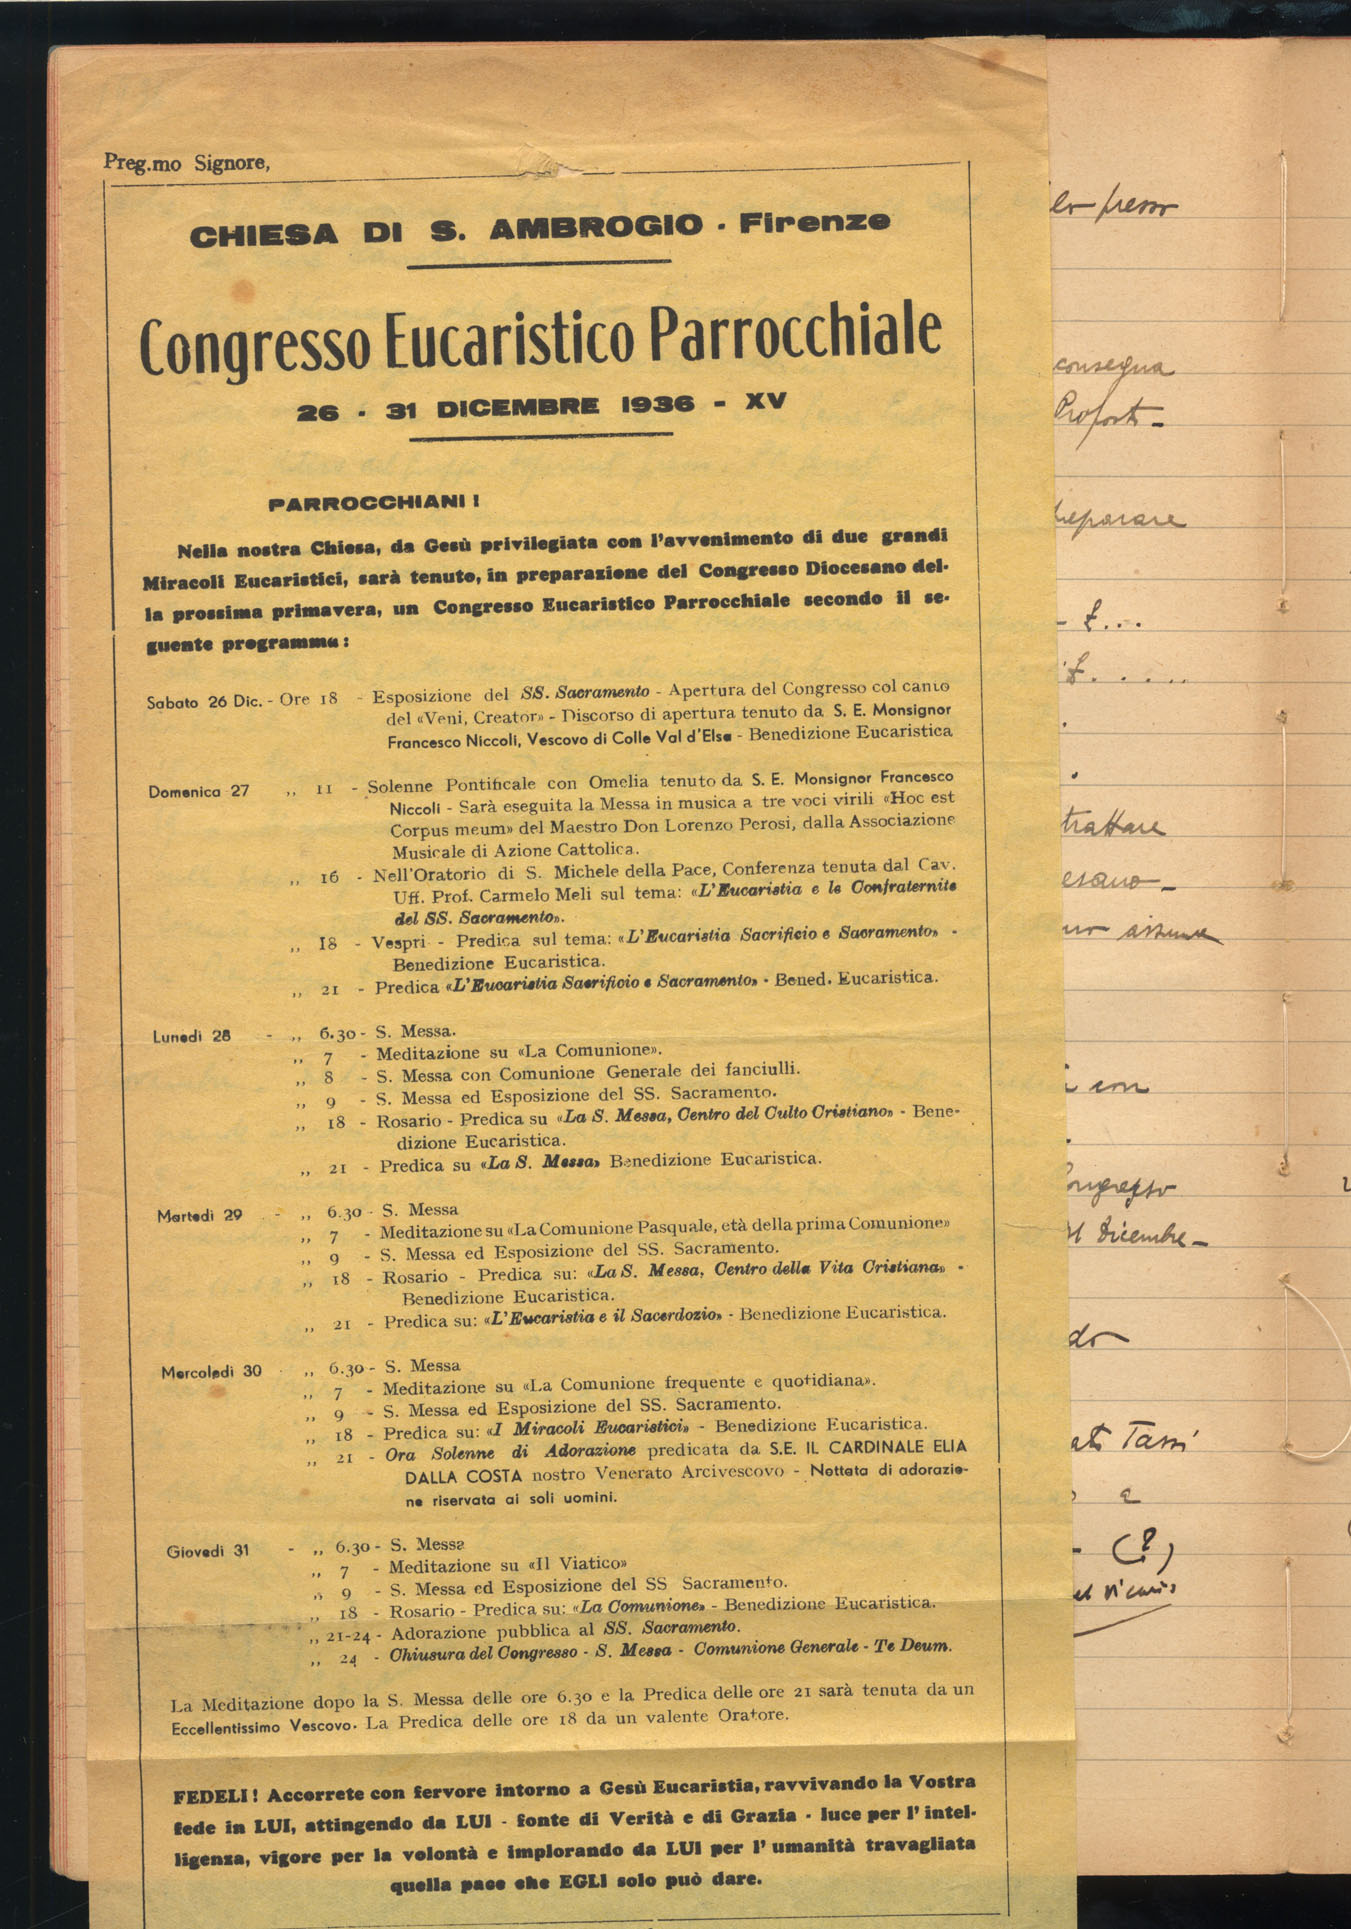 Preg.mo Signore,
CHIESA DI S. AMBROGIO - Firenze
Congresso Eucaristico Parrocchiale
26 - 31 DICEMBRE 1936 - XV
PARROCCHIANI !
Nella nostra Chiesa, da Gesù privilegiata con l'avvenimento di due grandi
Miracoli Eucaristici, sarà tenuto, in preparazione del Congresso Diocesano del-
la prossima primavera, un Congresso Eucaristico Parrocchiale secondo il se-
guente programma :
Sabato 26 Dic. - Ore 18 - Esposizione del SS. Sacramento - Apertura del Congresso col canto
del «Veni, Creator» - Discorso di apertura tenuto da S. E. Monsignor
Francesco Niccoli, Vescovo di Colle Val d'Elsa - Benedizione Eucaristica
Domenica 27 ,, 11 - Solenne Pontificale con Omelia tenuto da S. E. Monsignor Francesco
Niccoli - Sarà eseguita la Messa in musica a tre voci virili «Hoc est
Corpus meum» del Maestro Don Lorenzo Perosi, dalla Associazione
Musicale di Azione Cattolica.
,, 16 - Nell'Oratorio di S. Michele della Pace, Conferenza tenuta dal Cav.
Uff. Prof. Carmelo Meli sul tema: «L'Eucaristia e le Confraternite
del SS. Sacramento».
,, 18 - Vespri - Predica sul tema: «L'Eucaristia Sacrificio e Sacramento» -
Benedizione Eucaristica.
,, 21 - Predica «L'Eucaristia Sacrificio e Sacramento» - Bened. Eucaristica.
Lunedì 28 - ,, 6.30 - S. Messa.
,, 7 - Meditazione su «La Comunione».
,, 8 - S. Messa con Comunione Generale dei fanciulli.
,, 9 - S. Messa ed Esposizione del SS. Sacramento.
,, 18 - Rosario - Predica su «La S. Messa, Centro del Culto Cristiano» - Bene-
dizione Eucaristica.
,, 21 - Predica su «La S. Messa» Benedizione Eucaristica.
Martedì 29 - ,, 6.30 - S. Messa
,, 7 - Meditazione su «La Comunione Pasquale, età della prima Comunione»
,, 9 - S. Messa ed Esposizione del SS. Sacramento.
,, 18 - Rosario - Predica su: «La S. Messa, Centro della Vita Cristiana» -
Benedizione Eucaristica.
,, 21 - Predica su: «L'Eucaristia e il Sacerdozio» - Benedizione Eucaristica.
Mercoledì 30 ,, 6.30 - S. Messa
,, 7 - Meditazione su «La Comunione frequente e quotidiana».
,, 9 - S. Messa ed Esposizione del SS. Sacramento.
,, 18 - Predica su: «I Miracoli Eucaristici» - Benedizione Eucaristica.
,, 21 - Ora Solenne di Adorazione predicata da S.E. IL CARDINALE ELIA
DALLA COSTA nostro Venerato Arcivescovo - Nottata di adorazio-
ne riservata ai soli uomini.
Giovedì 31 - ,, 6.30 - S. Messa
,, 7 - Meditazione su «Il Viatico»
,, 9 - S. Messa ed Esposizione del SS Sacramento.
,, 18 - Rosario - Predica su: «La Comunione» - Benedizione Eucaristica.
,, 21-24 - Adorazione pubblica al SS. Sacramento.
,, 24 - Chiusura del Congresso - S. Messa - Comunione Generale - Te Deum.
La Meditazione dopo la S. Messa delle ore 6.30 e la Predica delle ore 21 sarà tenuta da un
Eccellentissimo Vescovo. La Predica delle ore 18 da un valente Oratore.
FEDELI ! Accorrete con fervore intorno a Gesù Eucaristia, ravvivando la Vostra
fede in LUI, attingendo da LUI - fonte di Verità e di Grazia - luce per l'intel-
ligenza, vigore per la volontà e implorando da LUI per l'umanità travagliata
quella pace che EGLI solo può dare.
presso
consegna
£...
£.....
trattare
con
Dicembre -
Tassi
a
(?)